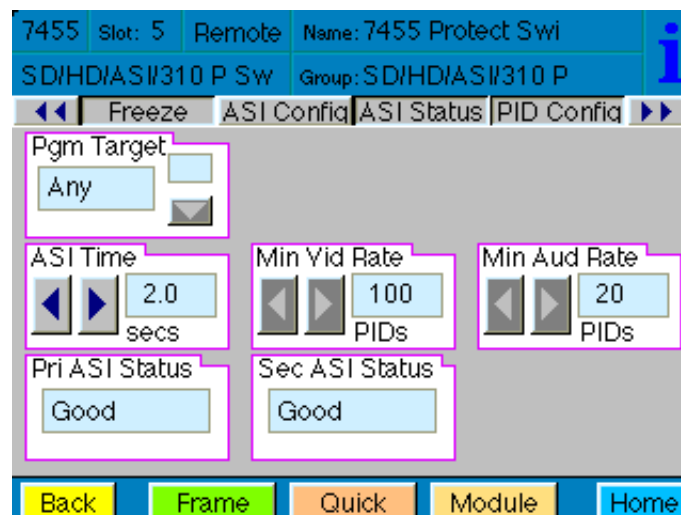 7455 Slot: 5 Remote Name: 7455 Protect Swi
SD/HD/ASI/310 P Sw Group: SD/HD/ASI/310 P
i
Freeze ASI Config ASI Status PID Config
Pgm Target
Any
ASI Time Min Vid Rate Min Aud Rate
2.0 100 20
secs PIDs PIDs
Pri ASI Status Sec ASI Status
Good Good
Back Frame Quick Module Home